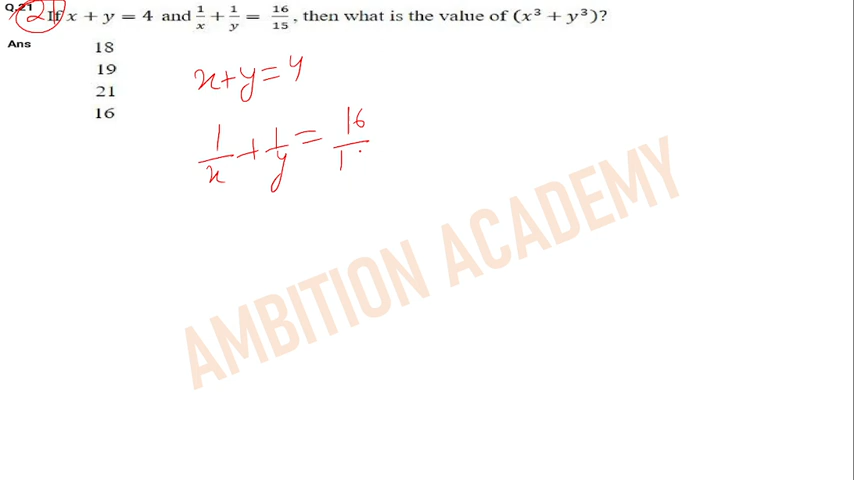 Q.21 2) If x + y = 4 and 1/x + 1/y = 16/15, then what is the value of (x³ + y³)?
Ans
18
19
21
16
x+y=4
1/x + 1/y = 16/1
AMBITION ACADEMY